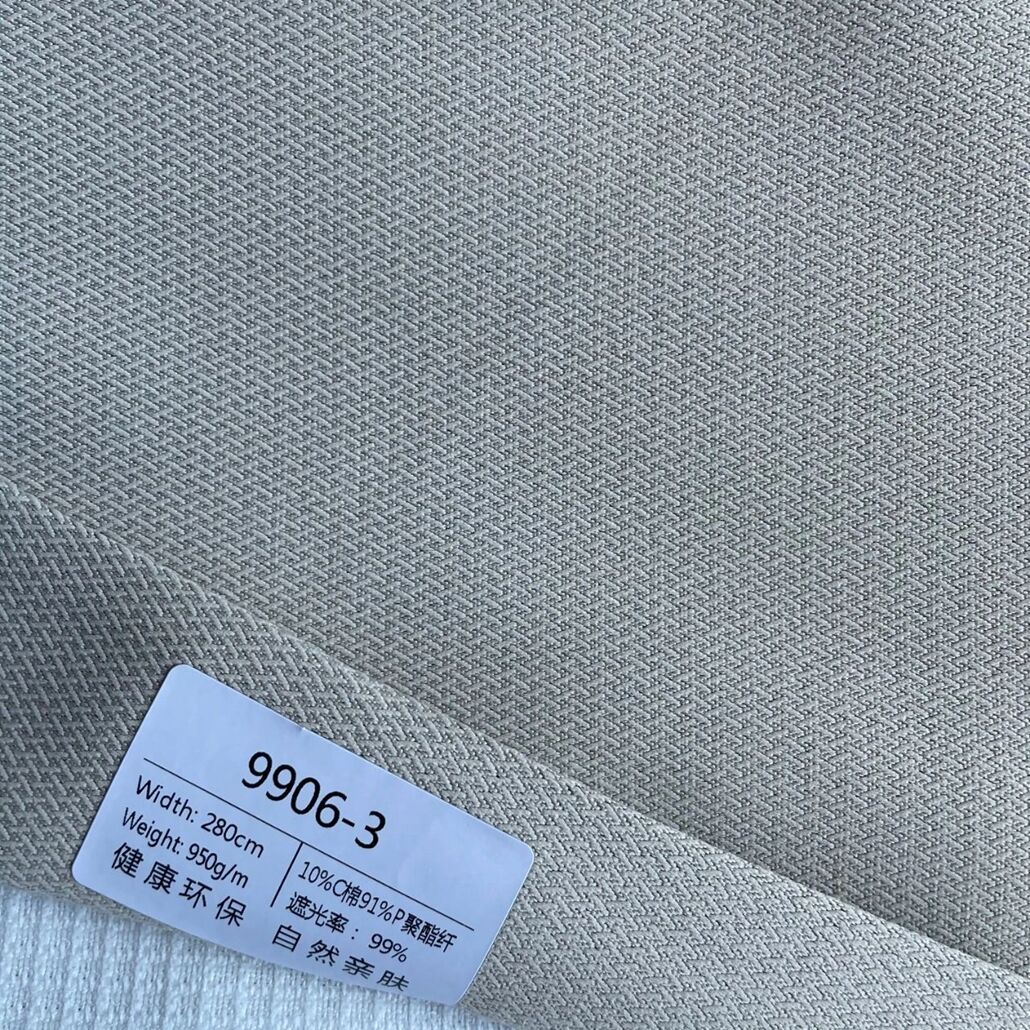 9906-3
Width: 280cm
Weight: 950g/m
10%C棉91%P聚酯纤
遮光率: 99%
健康环保 自然亲肤